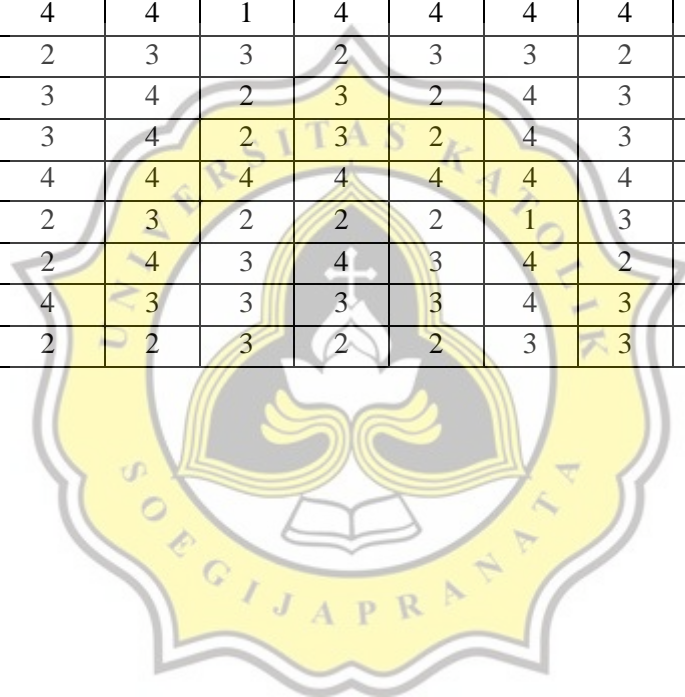 4 4 1 4 4 4 4
2 3 3 2 3 3 2
3 4 2 3 2 4 3
3 4 2 3 2 4 3
4 4 4 4 4 4 4
2 3 2 2 2 1 3
2 4 3 4 3 4 2
4 3 3 3 3 4 3
2 2 3 2 2 3 3
UNIVERSITAS KATOLIK
SOEGIJAPRANATA